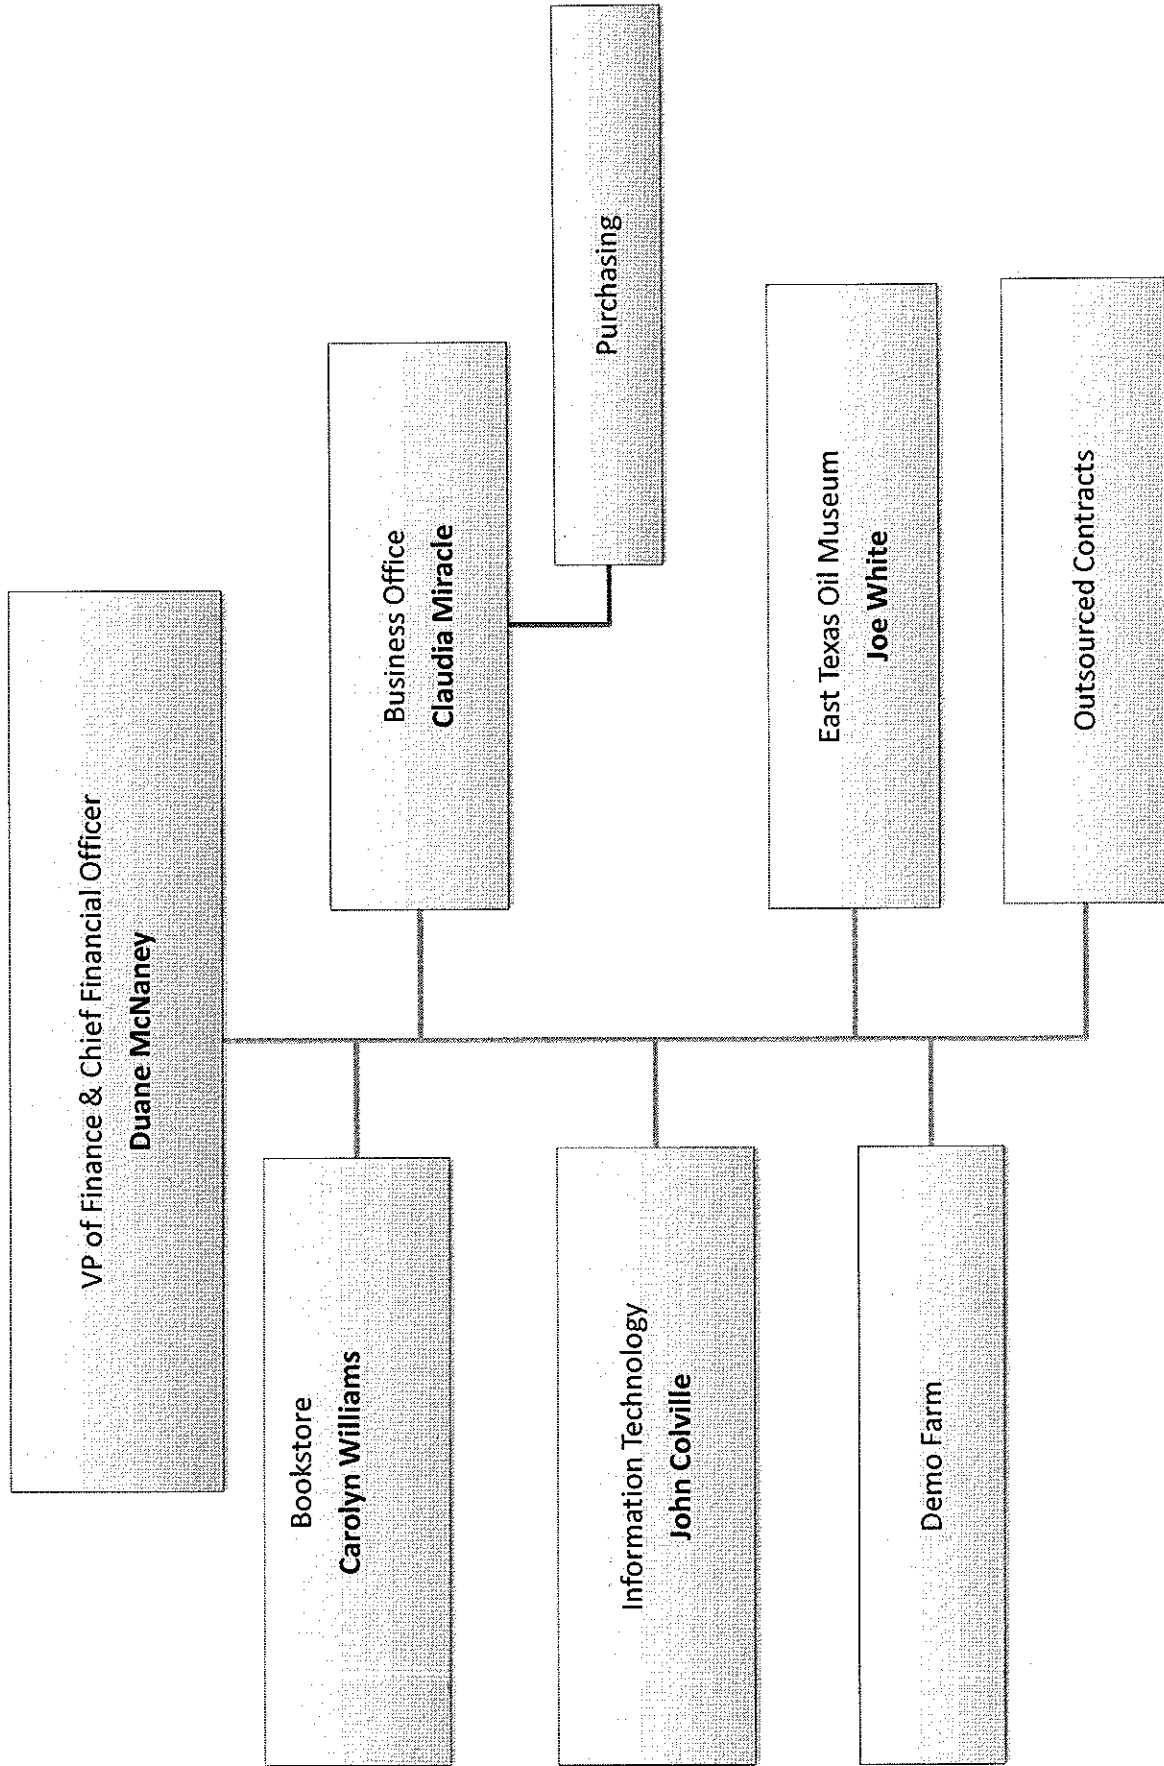 VP of Finance & Chief Financial Officer
Duane McNaney
Bookstore
Carolyn Williams
Business Office
Claudia Miracle
Purchasing
Information Technology
John Colville
East Texas Oil Museum
Joe White
Demo Farm
Outsourced Contracts